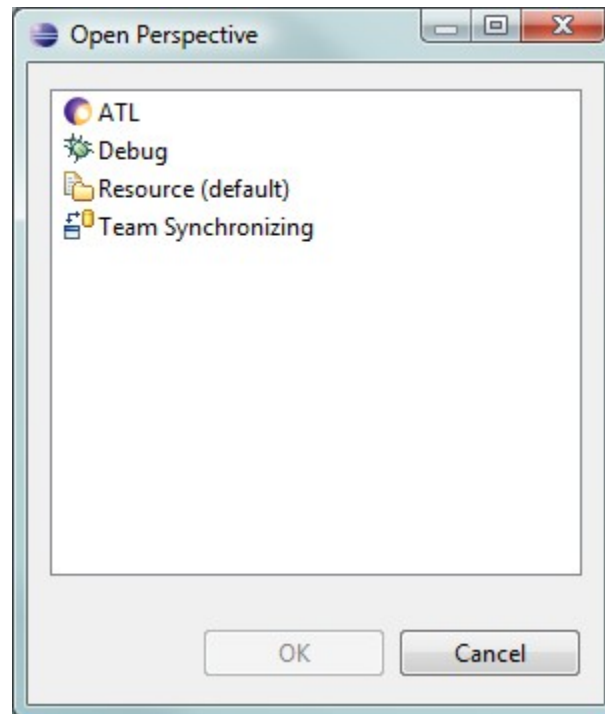 Open Perspective
ATL
Debug
Resource (default)
Team Synchronizing
OK
Cancel